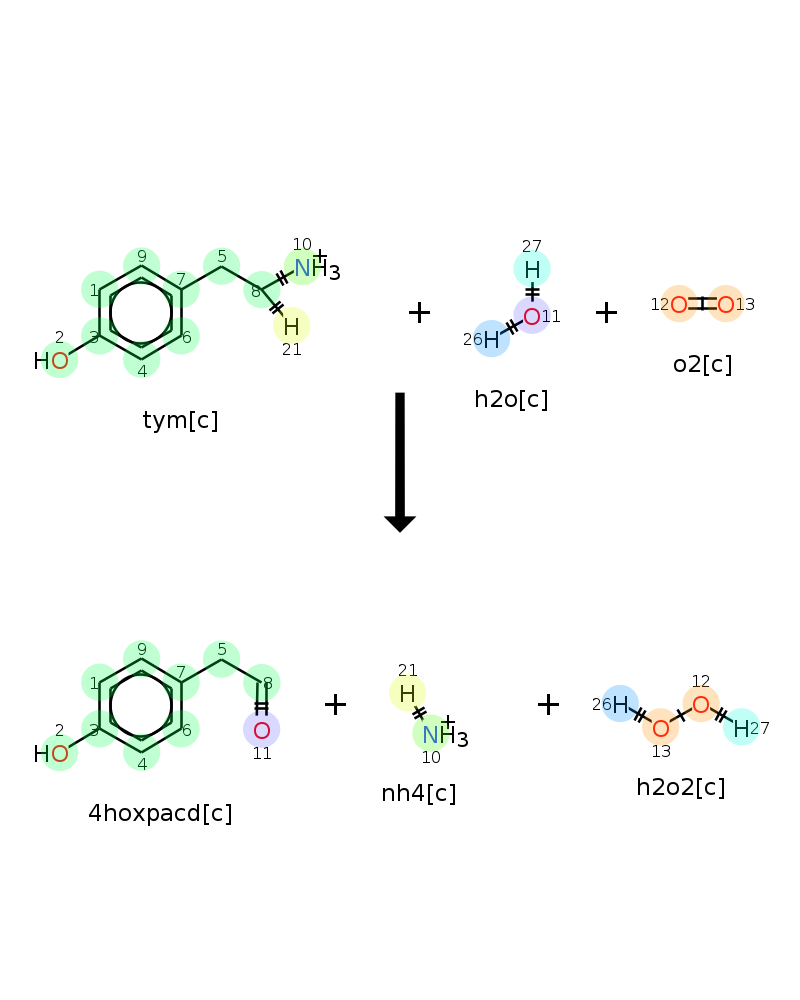 10
9 5 NH3+
27
H
1 7 8
+ + 12 O O 13
2 3 6 H O 11
HO 4 21 26 H
o2[c]
tym[c] h2o[c]
9 5 21
1 7 8 H 12
2 3 6 O + NH3+ + 26 H O O H 27
HO 4 11 10 13
4hoxpacd[c] nh4[c] h2o2[c]